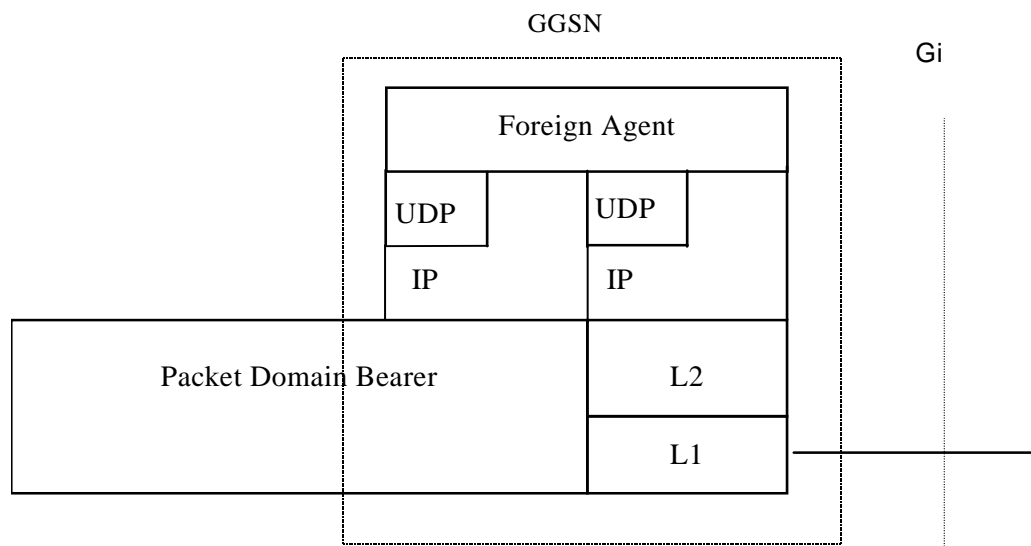 GGSN
Gi
Foreign Agent
UDP
UDP
IP
IP
Packet Domain Bearer
L2
L1